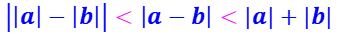 ||a| − |b|| < |a − b| < |a| + |b|